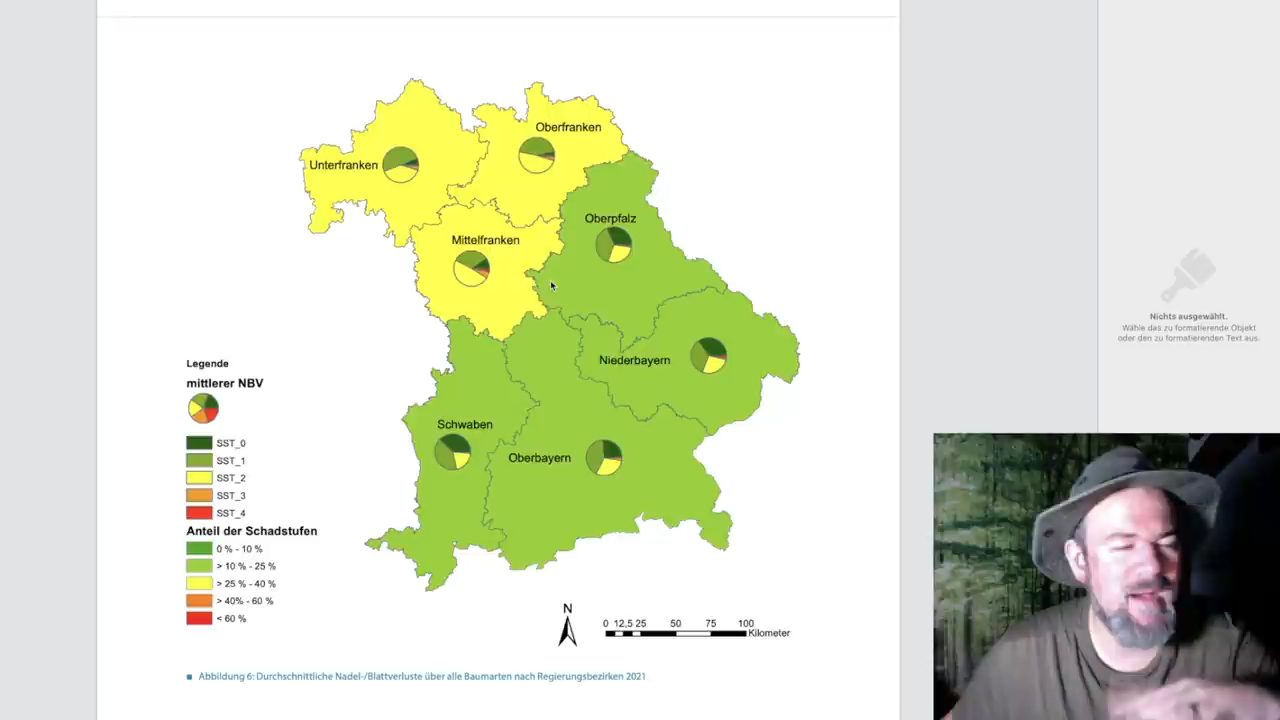 Oberfranken
Unterfranken
Oberpfalz
Mittelfranken
Niederbayern
Schwaben
Oberbayern
Legende
mittlerer NBV
SST_0
SST_1
SST_2
SST_3
SST_4
Anteil der Schadstufen
0 % - 10 %
> 10 % - 25 %
> 25 % - 40 %
> 40% - 60 %
< 60 %
N
0 12,5 25 50 75 100
Kilometer
Abbildung 6: Durchschnittliche Nadel-/Blattverluste über alle Baumarten nach Regierungsbezirken 2021
Nichts ausgewählt.
Wähle das zu formatierende Objekt
oder den zu formatierenden Text aus.